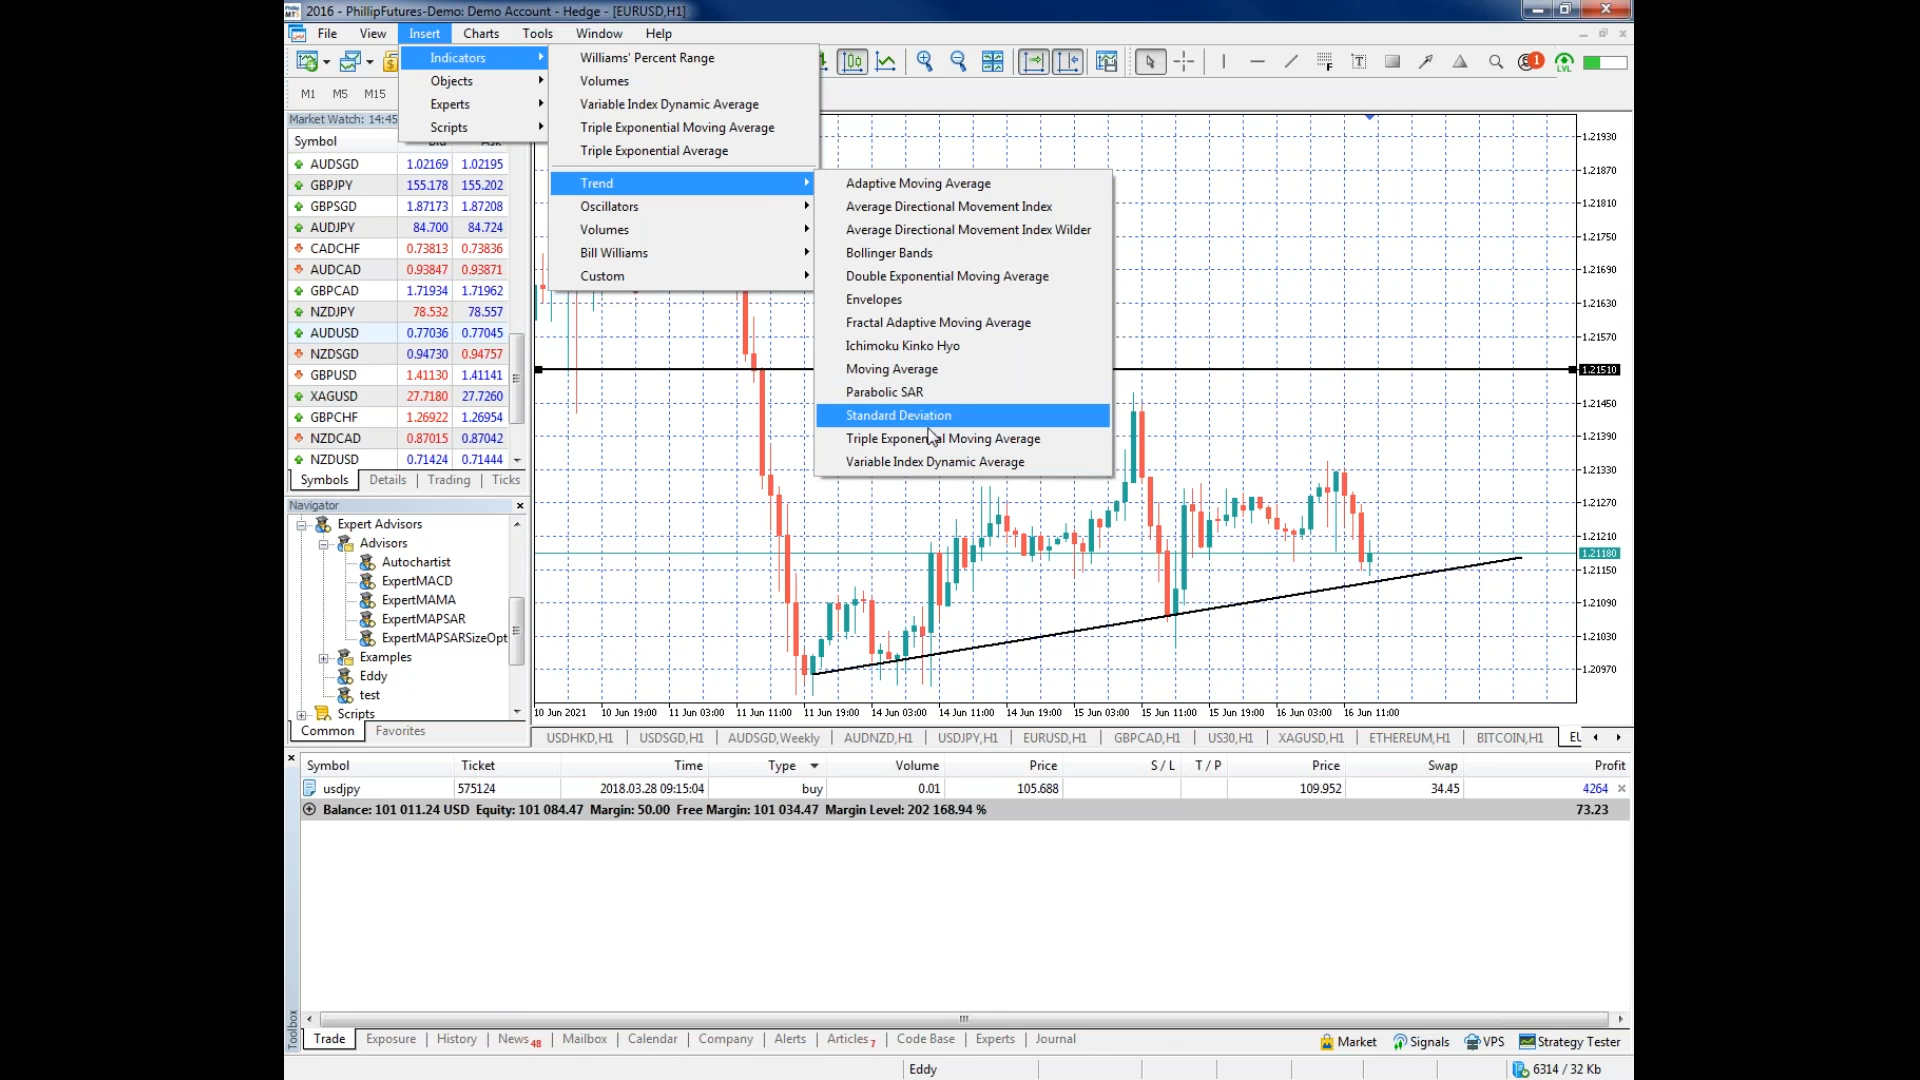 2016 - PhillipFutures-Demo: Demo Account - Hedge - [EURUSD,H1]
File View Insert Charts Tools Window Help
Indicators
Objects
Experts
Scripts
Williams' Percent Range
Volumes
Variable Index Dynamic Average
Triple Exponential Moving Average
Triple Exponential Average
Trend
Oscillators
Volumes
Bill Williams
Custom
Adaptive Moving Average
Average Directional Movement Index
Average Directional Movement Index Wilder
Bollinger Bands
Double Exponential Moving Average
Envelopes
Fractal Adaptive Moving Average
Ichimoku Kinko Hyo
Moving Average
Parabolic SAR
Standard Deviation
Triple Exponential Moving Average
Variable Index Dynamic Average
M1 M5 M15
Market Watch: 14:45
Symbol
AUDSGD 1.02169 1.02195
GBPJPY 155.178 155.202
GBPSGD 1.87173 1.87208
AUDJPY 84.700 84.724
CADCHF 0.73813 0.73836
AUDCAD 0.93847 0.93871
GBPCAD 1.71934 1.71962
NZDJPY 78.532 78.557
AUDUSD 0.77036 0.77045
NZDSGD 0.94730 0.94757
GBPUSD 1.41130 1.41141
XAGUSD 27.7180 27.7260
GBPCHF 1.26922 1.26954
NZDCAD 0.87015 0.87042
NZDUSD 0.71424 0.71444
Symbols Details Trading Ticks
Navigator
Expert Advisors
Advisors
Autochartist
ExpertMACD
ExpertMAMA
ExpertMAPSAR
ExpertMAPSARSizeOpt
Examples
Eddy
test
Scripts
Common Favorites
1.21930
1.21870
1.21810
1.21750
1.21690
1.21630
1.21570
1.21510
1.21450
1.21390
1.21330
1.21270
1.21210
1.21180
1.21150
1.21090
1.21030
1.20970
10 Jun 2021 10 Jun 19:00 11 Jun 03:00 11 Jun 11:00 11 Jun 19:00 14 Jun 03:00 14 Jun 11:00 14 Jun 19:00 15 Jun 03:00 15 Jun 11:00 15 Jun 19:00 16 Jun 03:00 16 Jun 11:00
USDHKD,H1 USDSGD,H1 AUDSGD,Weekly AUDNZD,H1 USDJPY,H1 EURUSD,H1 GBPCAD,H1 US30,H1 XAGUSD,H1 ETHEREUM,H1 BITCOIN,H1
Symbol Ticket Time Type Volume Price S / L T / P Price Swap Profit
usdjpy 575124 2018.03.28 09:15:04 buy 0.01 105.688 109.952 34.45 4264
Balance: 101 011.24 USD Equity: 101 084.47 Margin: 50.00 Free Margin: 101 034.47 Margin Level: 202 168.94 % 73.23
Toolbox
Trade Exposure History News 48 Mailbox Calendar Company Alerts Articles 7 Code Base Experts Journal
Market Signals VPS Strategy Tester
Eddy 6314 / 32 Kb